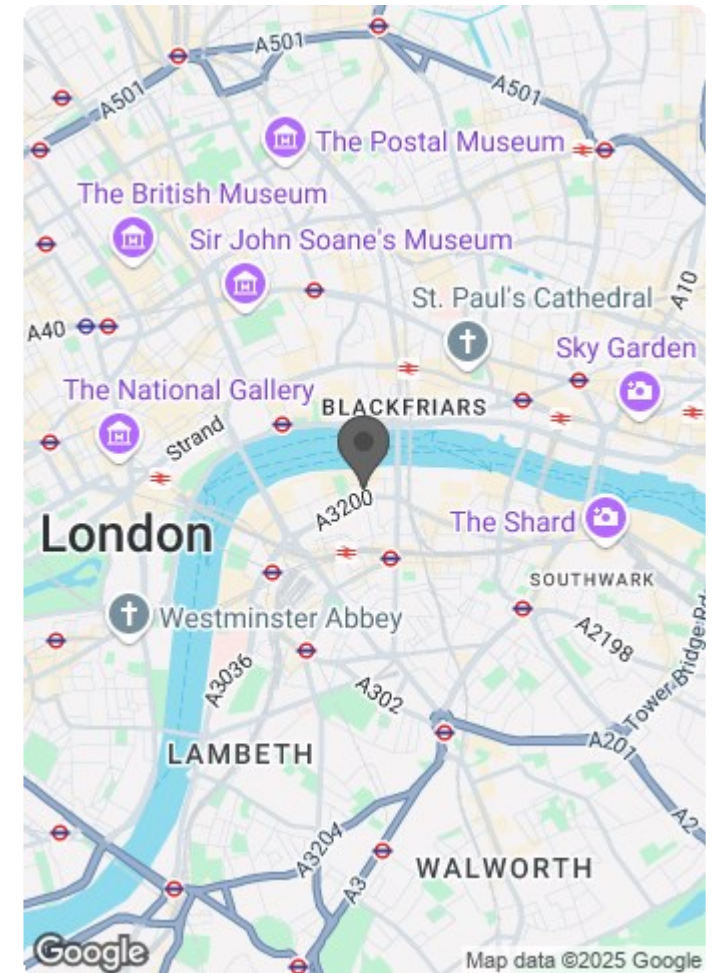 A501
A501
A501
The Postal Museum
The British Museum
Sir John Soane's Museum
A10
St. Paul's Cathedral
A40
Sky Garden
The National Gallery
BLACKFRIARS
Strand
A3200
The Shard
London
SOUTHWARK
Westminster Abbey
A2198
Tower Bridge Rd
A3036
A302
A201
LAMBETH
A2
A3204
WALWORTH
A3
Google
Map data ©2025 Google